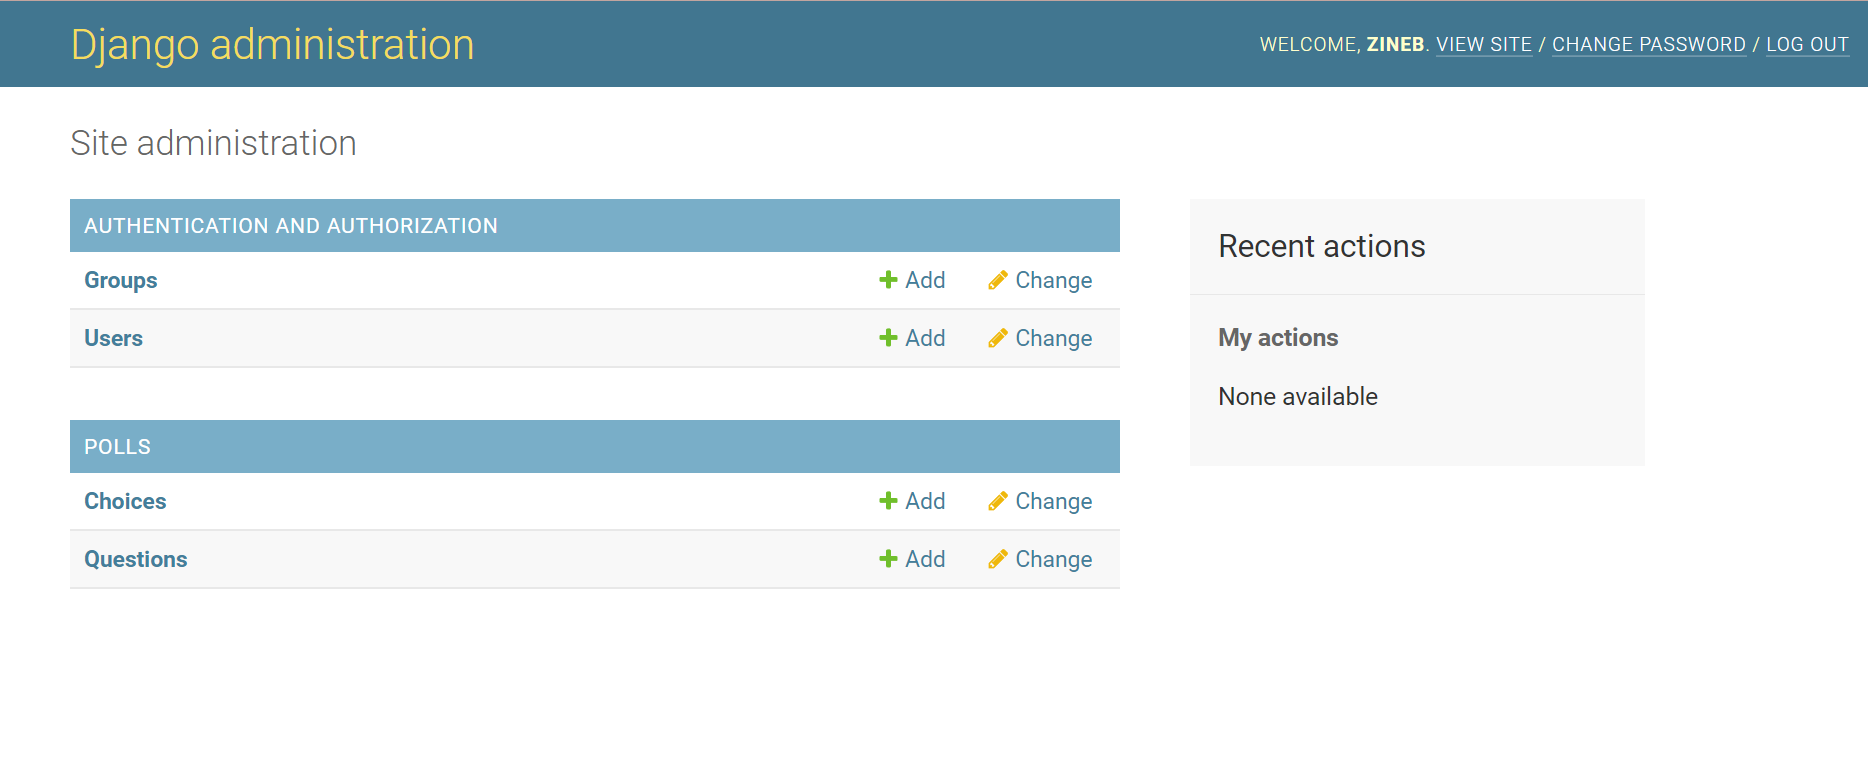 Django administration
WELCOME, ZINEB. VIEW SITE / CHANGE PASSWORD / LOG OUT
Site administration
AUTHENTICATION AND AUTHORIZATION
Groups Add Change
Users Add Change
POLLS
Choices Add Change
Questions Add Change
Recent actions
My actions
None available